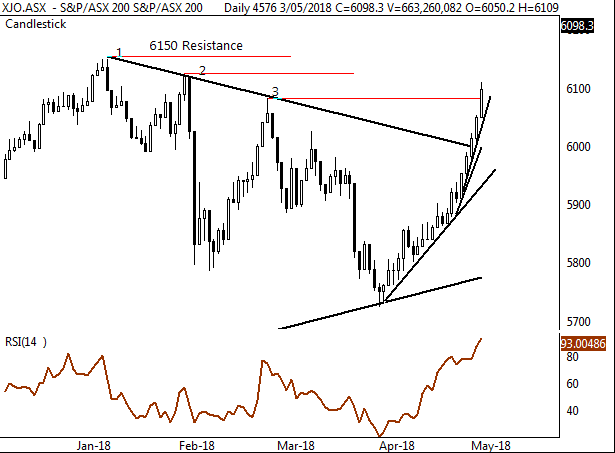 XJO.ASX - S&P/ASX 200 S&P/ASX 200 Daily 4576 3/05/2018 C=6098.3 V=663,260,082 O=6050.2 H=6109
Candlestick
6098.3
1
6150 Resistance
2
3
6100
6000
5900
5800
5700
RSI(14 )
93.00486
80
60
40
Jan-18 Feb-18 Mar-18 Apr-18 May-18